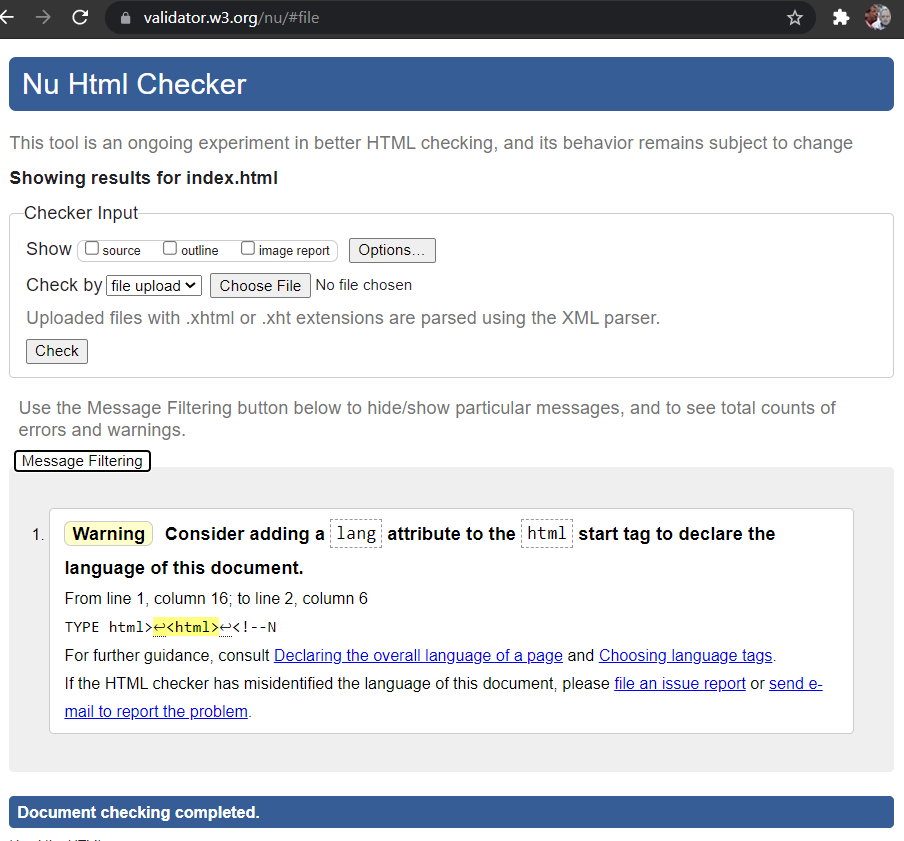 validator.w3.org/nu/#file
Nu Html Checker
This tool is an ongoing experiment in better HTML checking, and its behavior remains subject to change
Showing results for index.html
Checker Input
Show source outline image report Options...
Check by file upload Choose File No file chosen
Uploaded files with .xhtml or .xht extensions are parsed using the XML parser.
Check
Use the Message Filtering button below to hide/show particular messages, and to see total counts of
errors and warnings.
Message Filtering
1. Warning Consider adding a lang attribute to the html start tag to declare the
language of this document.
From line 1, column 16; to line 2, column 6
TYPE html>↩<html>↩<!--N
For further guidance, consult Declaring the overall language of a page and Choosing language tags.
If the HTML checker has misidentified the language of this document, please file an issue report or send e-
mail to report the problem.
Document checking completed.